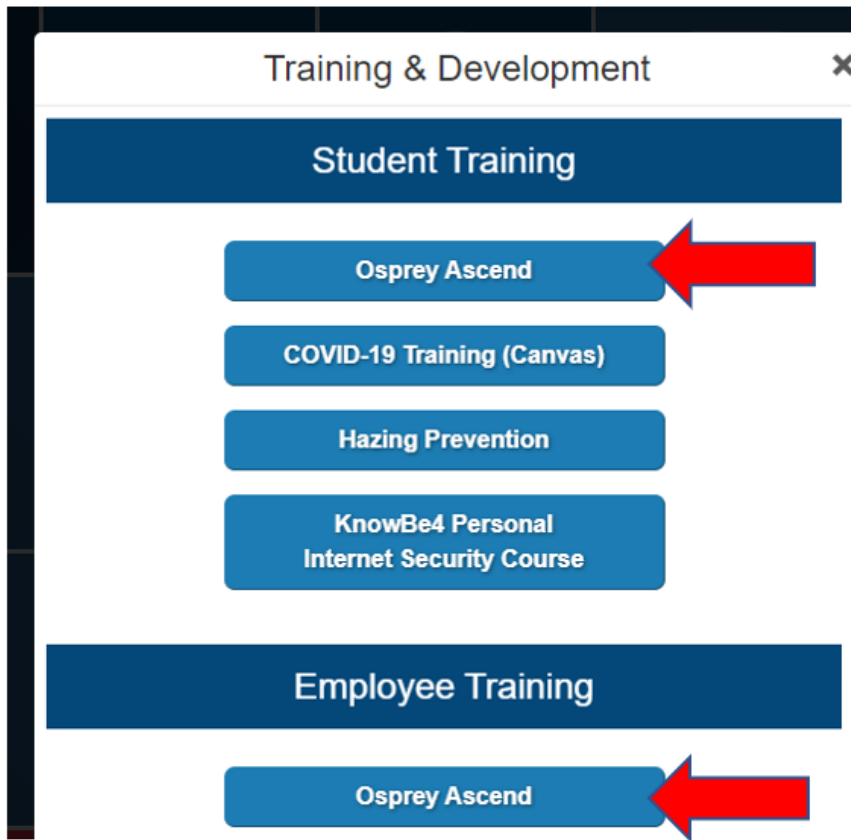 Training & Development
Student Training
Osprey Ascend
COVID-19 Training (Canvas)
Hazing Prevention
KnowBe4 Personal
Internet Security Course
Employee Training
Osprey Ascend